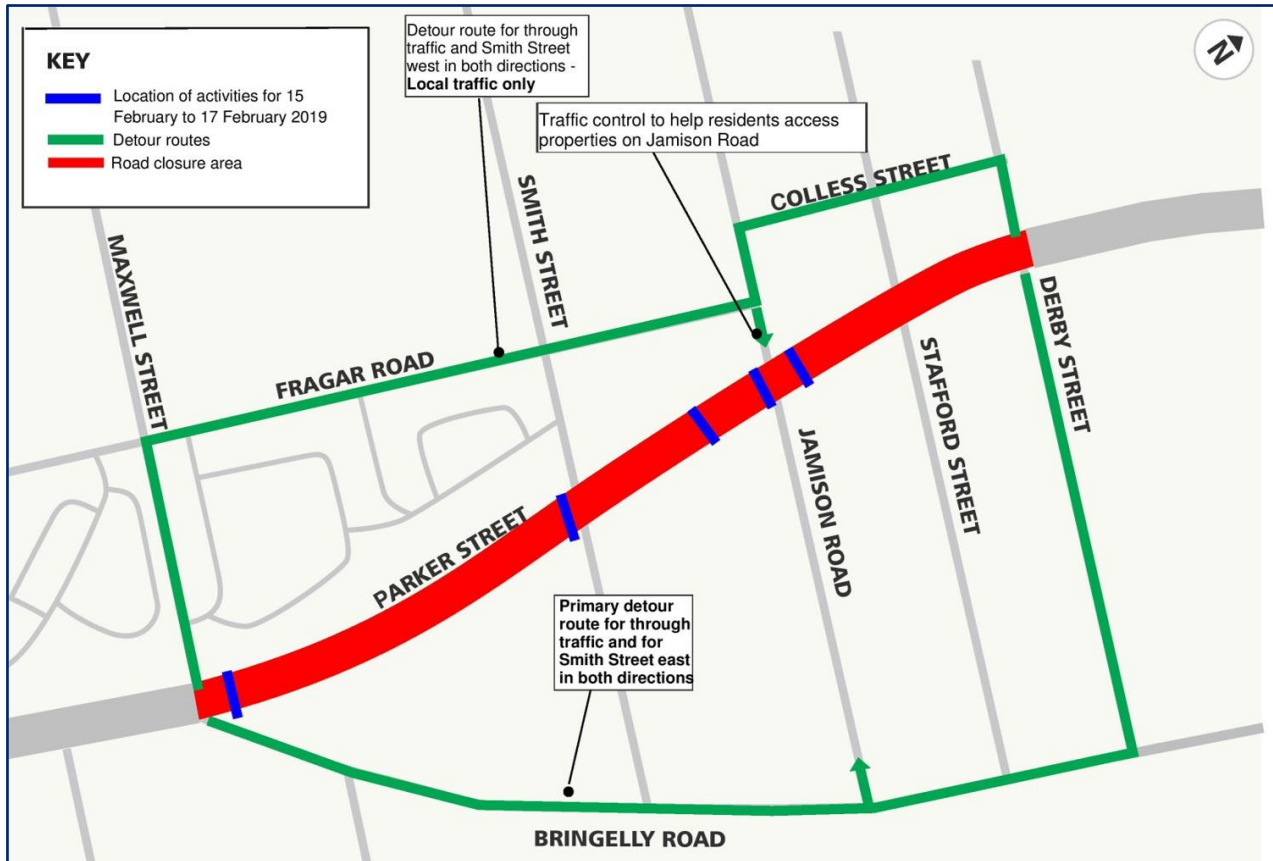 KEY
Location of activities for 15
February to 17 February 2019
Detour routes
Road closure area
Detour route for through
traffic and Smith Street
west in both directions -
Local traffic only
Traffic control to help residents access
properties on Jamison Road
N
MAXWELL STREET
SMITH STREET
COLLESS STREET
FRAGAR ROAD
DERBY STREET
STAFFORD STREET
JAMISON ROAD
PARKER STREET
Primary detour
route for through
traffic and for
Smith Street east
in both directions
BRINGELLY ROAD